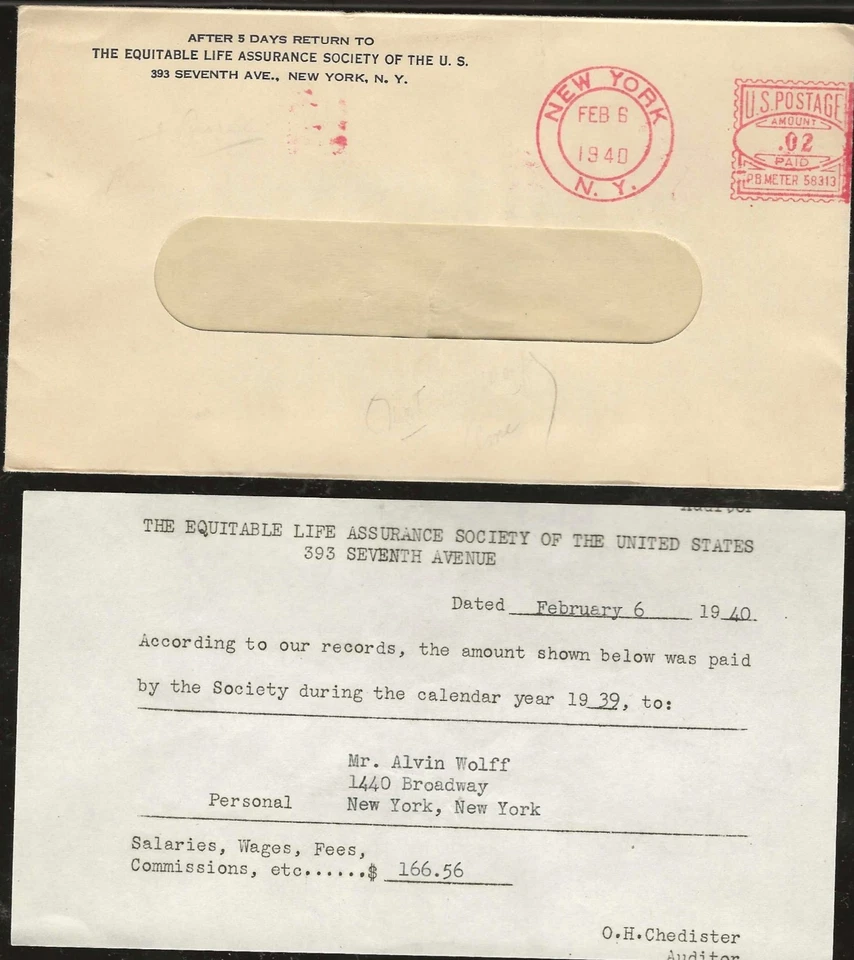 AFTER 5 DAYS RETURN TO
THE EQUITABLE LIFE ASSURANCE SOCIETY OF THE U. S.
393 SEVENTH AVE., NEW YORK, N. Y.
NEW YORK
FEB 6
1940
N. Y.
U.S. POSTAGE
AMOUNT
.02
PAID
P.B. METER 58313
Auditor
THE EQUITABLE LIFE ASSURANCE SOCIETY OF THE UNITED STATES
393 SEVENTH AVENUE
Dated February 6 19 40.
According to our records, the amount shown below was paid
by the Society during the calendar year 19 39, to:
Mr. Alvin Wolff
1440 Broadway
Personal New York, New York
Salaries, Wages, Fees,
Commissions, etc......$ 166.56
O.H.Chedister
Auditor